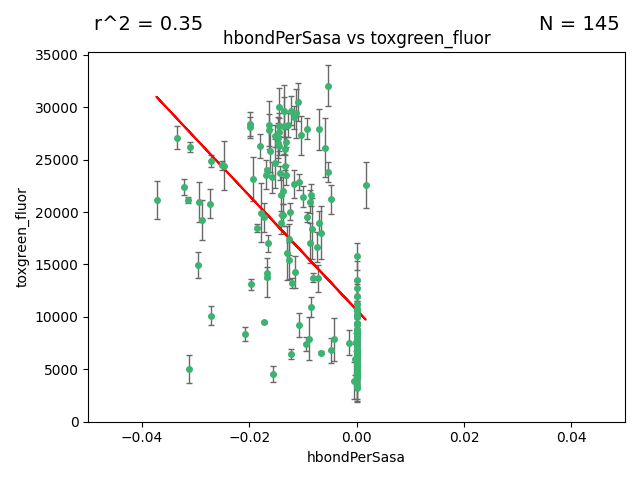 r^2 = 0.35
N = 145
hbondPerSasa vs toxgreen_fluor
toxgreen_fluor
35000
30000
25000
20000
15000
10000
5000
0
−0.04
−0.02
0.00
0.02
0.04
hbondPerSasa